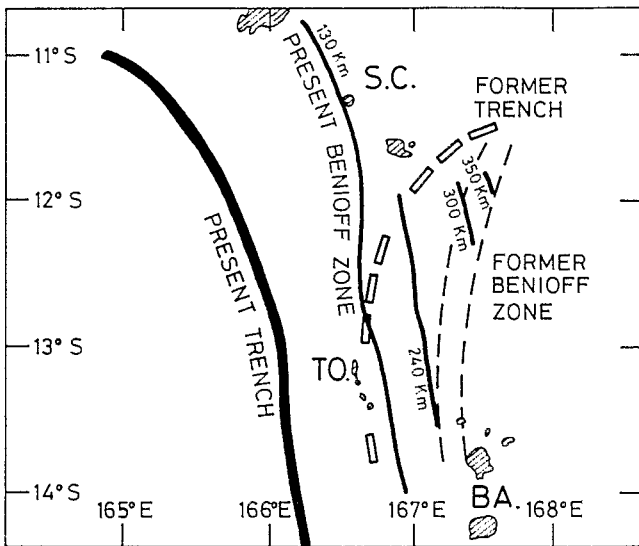 11°S
12°S
13°S
14°S
165°E
166°E
167°E
168°E
PRESENT TRENCH
PRESENT BENIOFF ZONE
130 Km
S.C.
FORMER
TRENCH
350 Km
300 Km
240 Km
FORMER
BENIOFF
ZONE
TO.
BA.